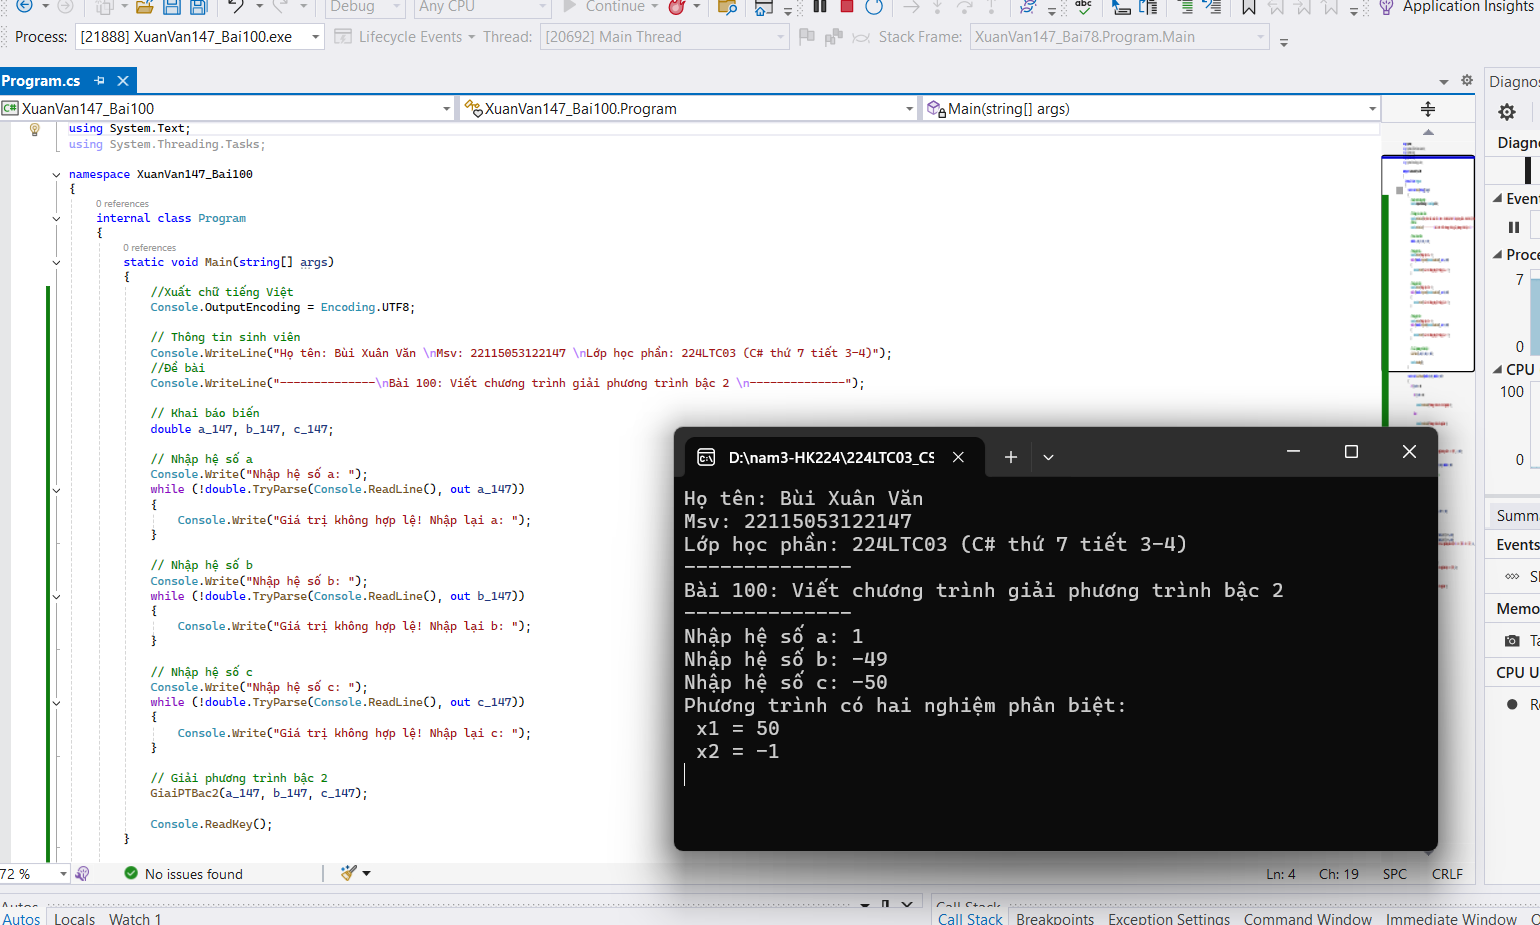 Debug
Any CPU
Continue
Application Insights
Process: [21888] XuanVan147_Bai100.exe Lifecycle Events Thread: [20692] Main Thread Stack Frame: XuanVan147_Bai78.Program.Main
Program.cs
XuanVan147_Bai100 XuanVan147_Bai100.Program Main(string[] args)
using System.Text;
using System.Threading.Tasks;
namespace XuanVan147_Bai100
{
0 references
internal class Program
{
0 references
static void Main(string[] args)
{
//Xuất chữ tiếng Việt
Console.OutputEncoding = Encoding.UTF8;
// Thông tin sinh viên
Console.WriteLine("Họ tên: Bùi Xuân Văn \nMsv: 22115053122147 \nLớp học phần: 224LTC03 (C# thứ 7 tiết 3-4)");
//Đề bài
Console.WriteLine("--------------\nBài 100: Viết chương trình giải phương trình bậc 2 \n--------------");
// Khai báo biến
double a_147, b_147, c_147;
// Nhập hệ số a
Console.Write("Nhập hệ số a: ");
while (!double.TryParse(Console.ReadLine(), out a_147))
{
Console.Write("Giá trị không hợp lệ! Nhập lại a: ");
}
// Nhập hệ số b
Console.Write("Nhập hệ số b: ");
while (!double.TryParse(Console.ReadLine(), out b_147))
{
Console.Write("Giá trị không hợp lệ! Nhập lại b: ");
}
// Nhập hệ số c
Console.Write("Nhập hệ số c: ");
while (!double.TryParse(Console.ReadLine(), out c_147))
{
Console.Write("Giá trị không hợp lệ! Nhập lại c: ");
}
// Giải phương trình bậc 2
GiaiPTBac2(a_147, b_147, c_147);
Console.ReadKey();
}
D:\nam3-HK224\224LTC03_CS
Họ tên: Bùi Xuân Văn
Msv: 22115053122147
Lớp học phần: 224LTC03 (C# thứ 7 tiết 3-4)
--------------
Bài 100: Viết chương trình giải phương trình bậc 2
--------------
Nhập hệ số a: 1
Nhập hệ số b: -49
Nhập hệ số c: -50
Phương trình có hai nghiệm phân biệt:
x1 = 50
x2 = -1
Diagnos
Diagn
Even
Proce
7
0
CPU
100
0
Summa
Events
Memo
CPU U
72 % No issues found Ln: 4 Ch: 19 SPC CRLF
Autos
Call Stack
Autos Locals Watch 1
Call Stack Breakpoints Exception Settings Command Window Immediate Window